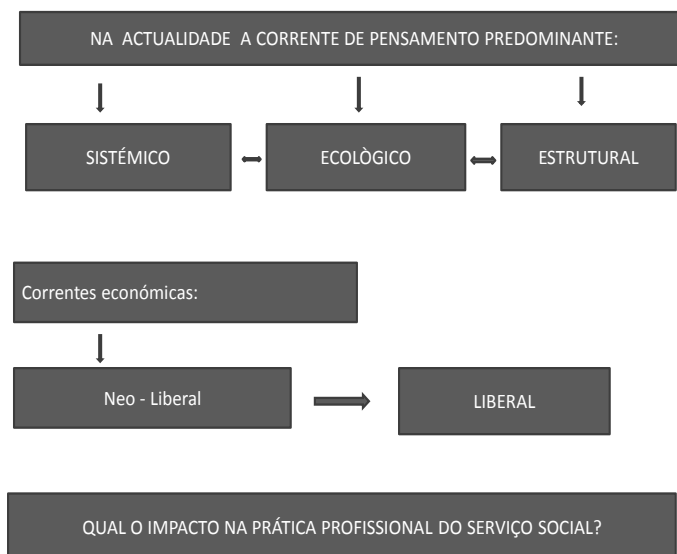 NA ACTUALIDADE A CORRENTE DE PENSAMENTO PREDOMINANTE:
SISTÉMICO
ECOLÒGICO
ESTRUTURAL
Correntes económicas:
Neo - Liberal
LIBERAL
QUAL O IMPACTO NA PRÁTICA PROFISSIONAL DO SERVIÇO SOCIAL?